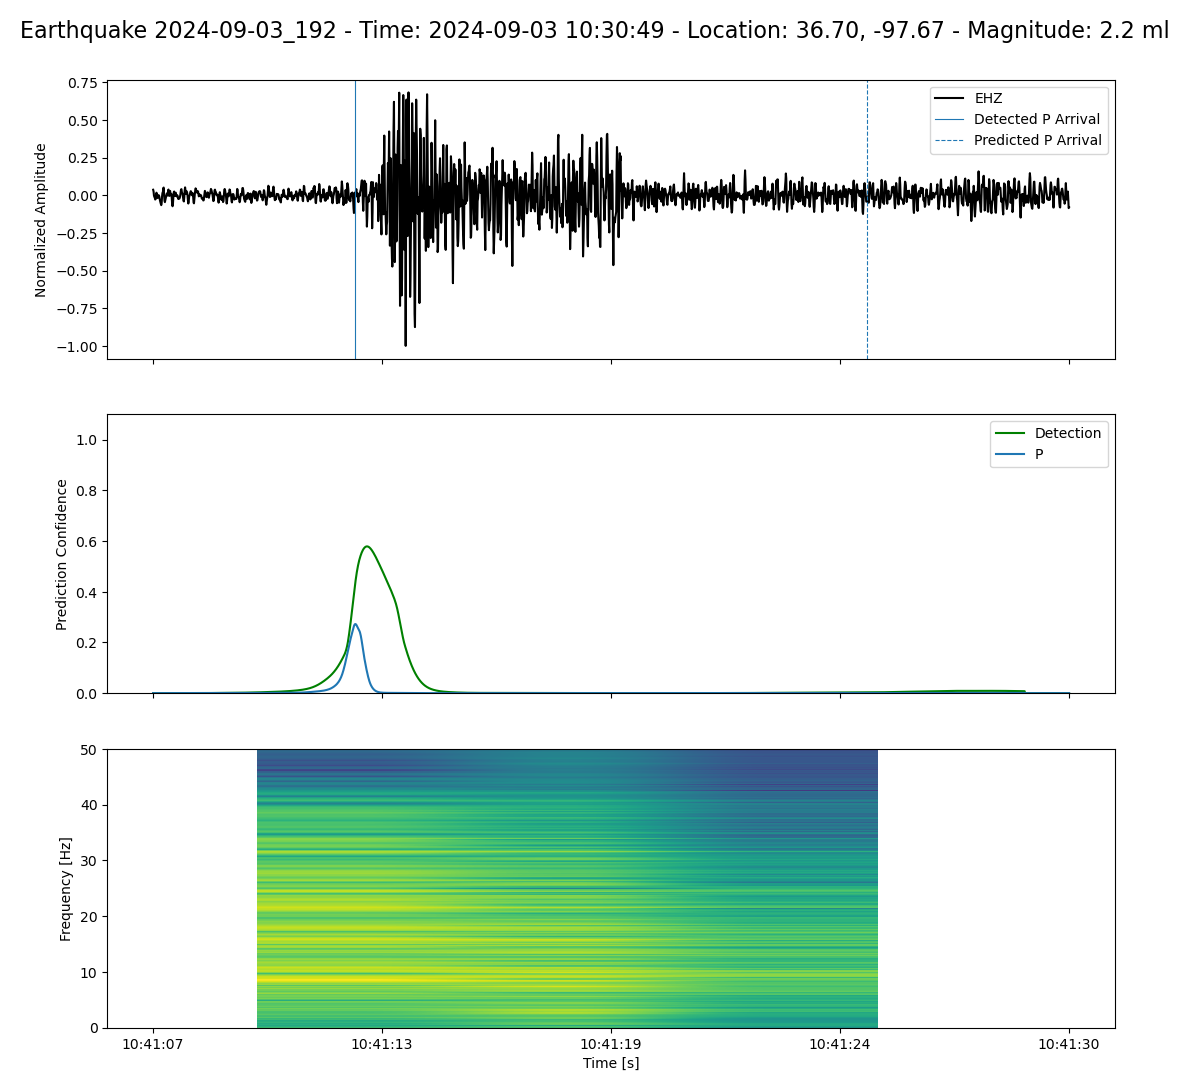 Earthquake 2024-09-03_192 - Time: 2024-09-03 10:30:49 - Location: 36.70, -97.67 - Magnitude: 2.2 ml
0.75
0.50
0.25
0.00
−0.25
−0.50
−0.75
−1.00
Normalized Amplitude
EHZ
Detected P Arrival
Predicted P Arrival
1.0
0.8
0.6
0.4
0.2
0.0
Prediction Confidence
Detection
P
50
40
30
20
10
0
Frequency [Hz]
10:41:07
10:41:13
10:41:19
10:41:24
10:41:30
Time [s]